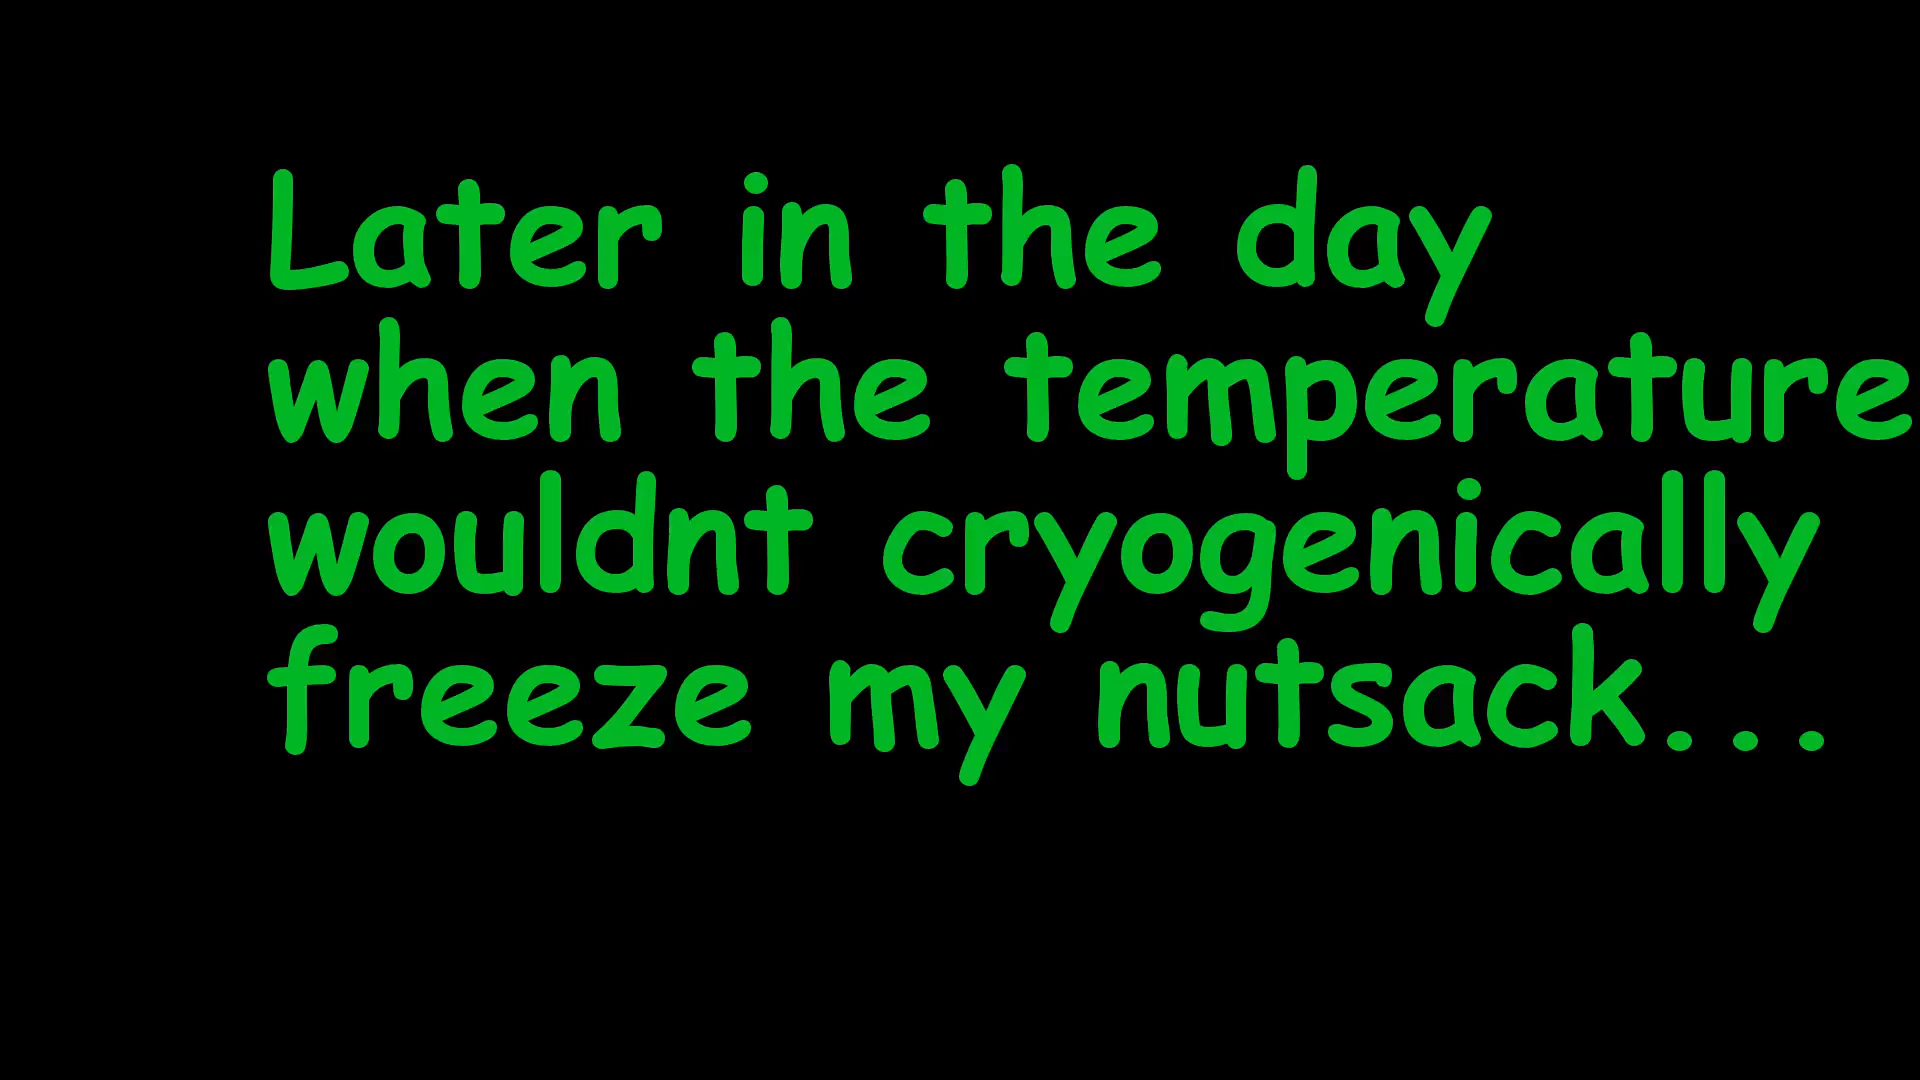 Later in the day
when the temperature
wouldnt cryogenically
freeze my nutsack...